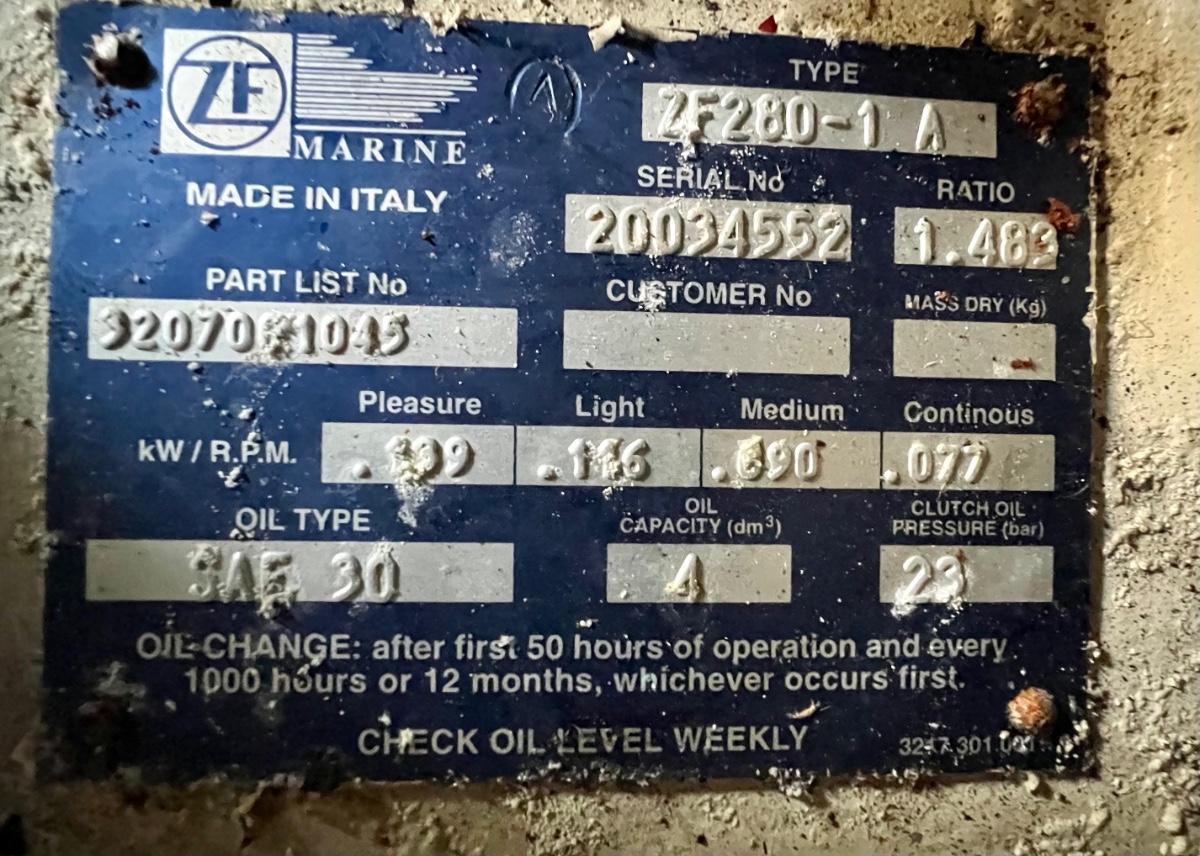 ZF
MARINE
MADE IN ITALY
TYPE
ZF280-1 A
SERIAL No
20034552
RATIO
1.483
PART LIST No
CUSTOMER No
MASS DRY (Kg)
Pleasure Light Medium Continous
kW / R.P.M. .077
OIL TYPE
SAE 30
OIL
CAPACITY (dm³)
4
CLUTCH OIL
PRESSURE (bar)
23
OIL CHANGE: after first 50 hours of operation and every
1000 hours or 12 months, whichever occurs first.
CHECK OIL LEVEL WEEKLY